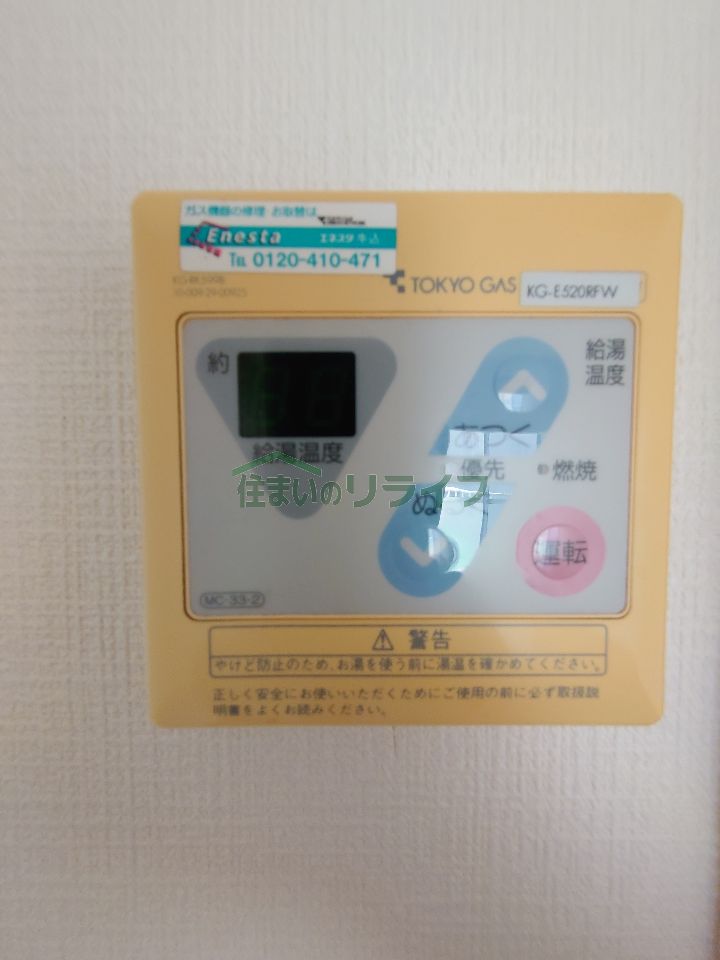 ガス機器の修理・お取替は
Enesta エネスタ牛込
TEL 0120-410-471
TOKYO GAS KG-E520RFW
約
給湯温度
給湯
温度
あつく
優先
燃焼
運転
住まいのリライフ
MC-33-2
警告
やけど防止のため、お湯を使う前に湯温を確かめてください。
正しく安全にお使いいただくためにご使用の前に必ず取扱説
明書をよくお読みください。